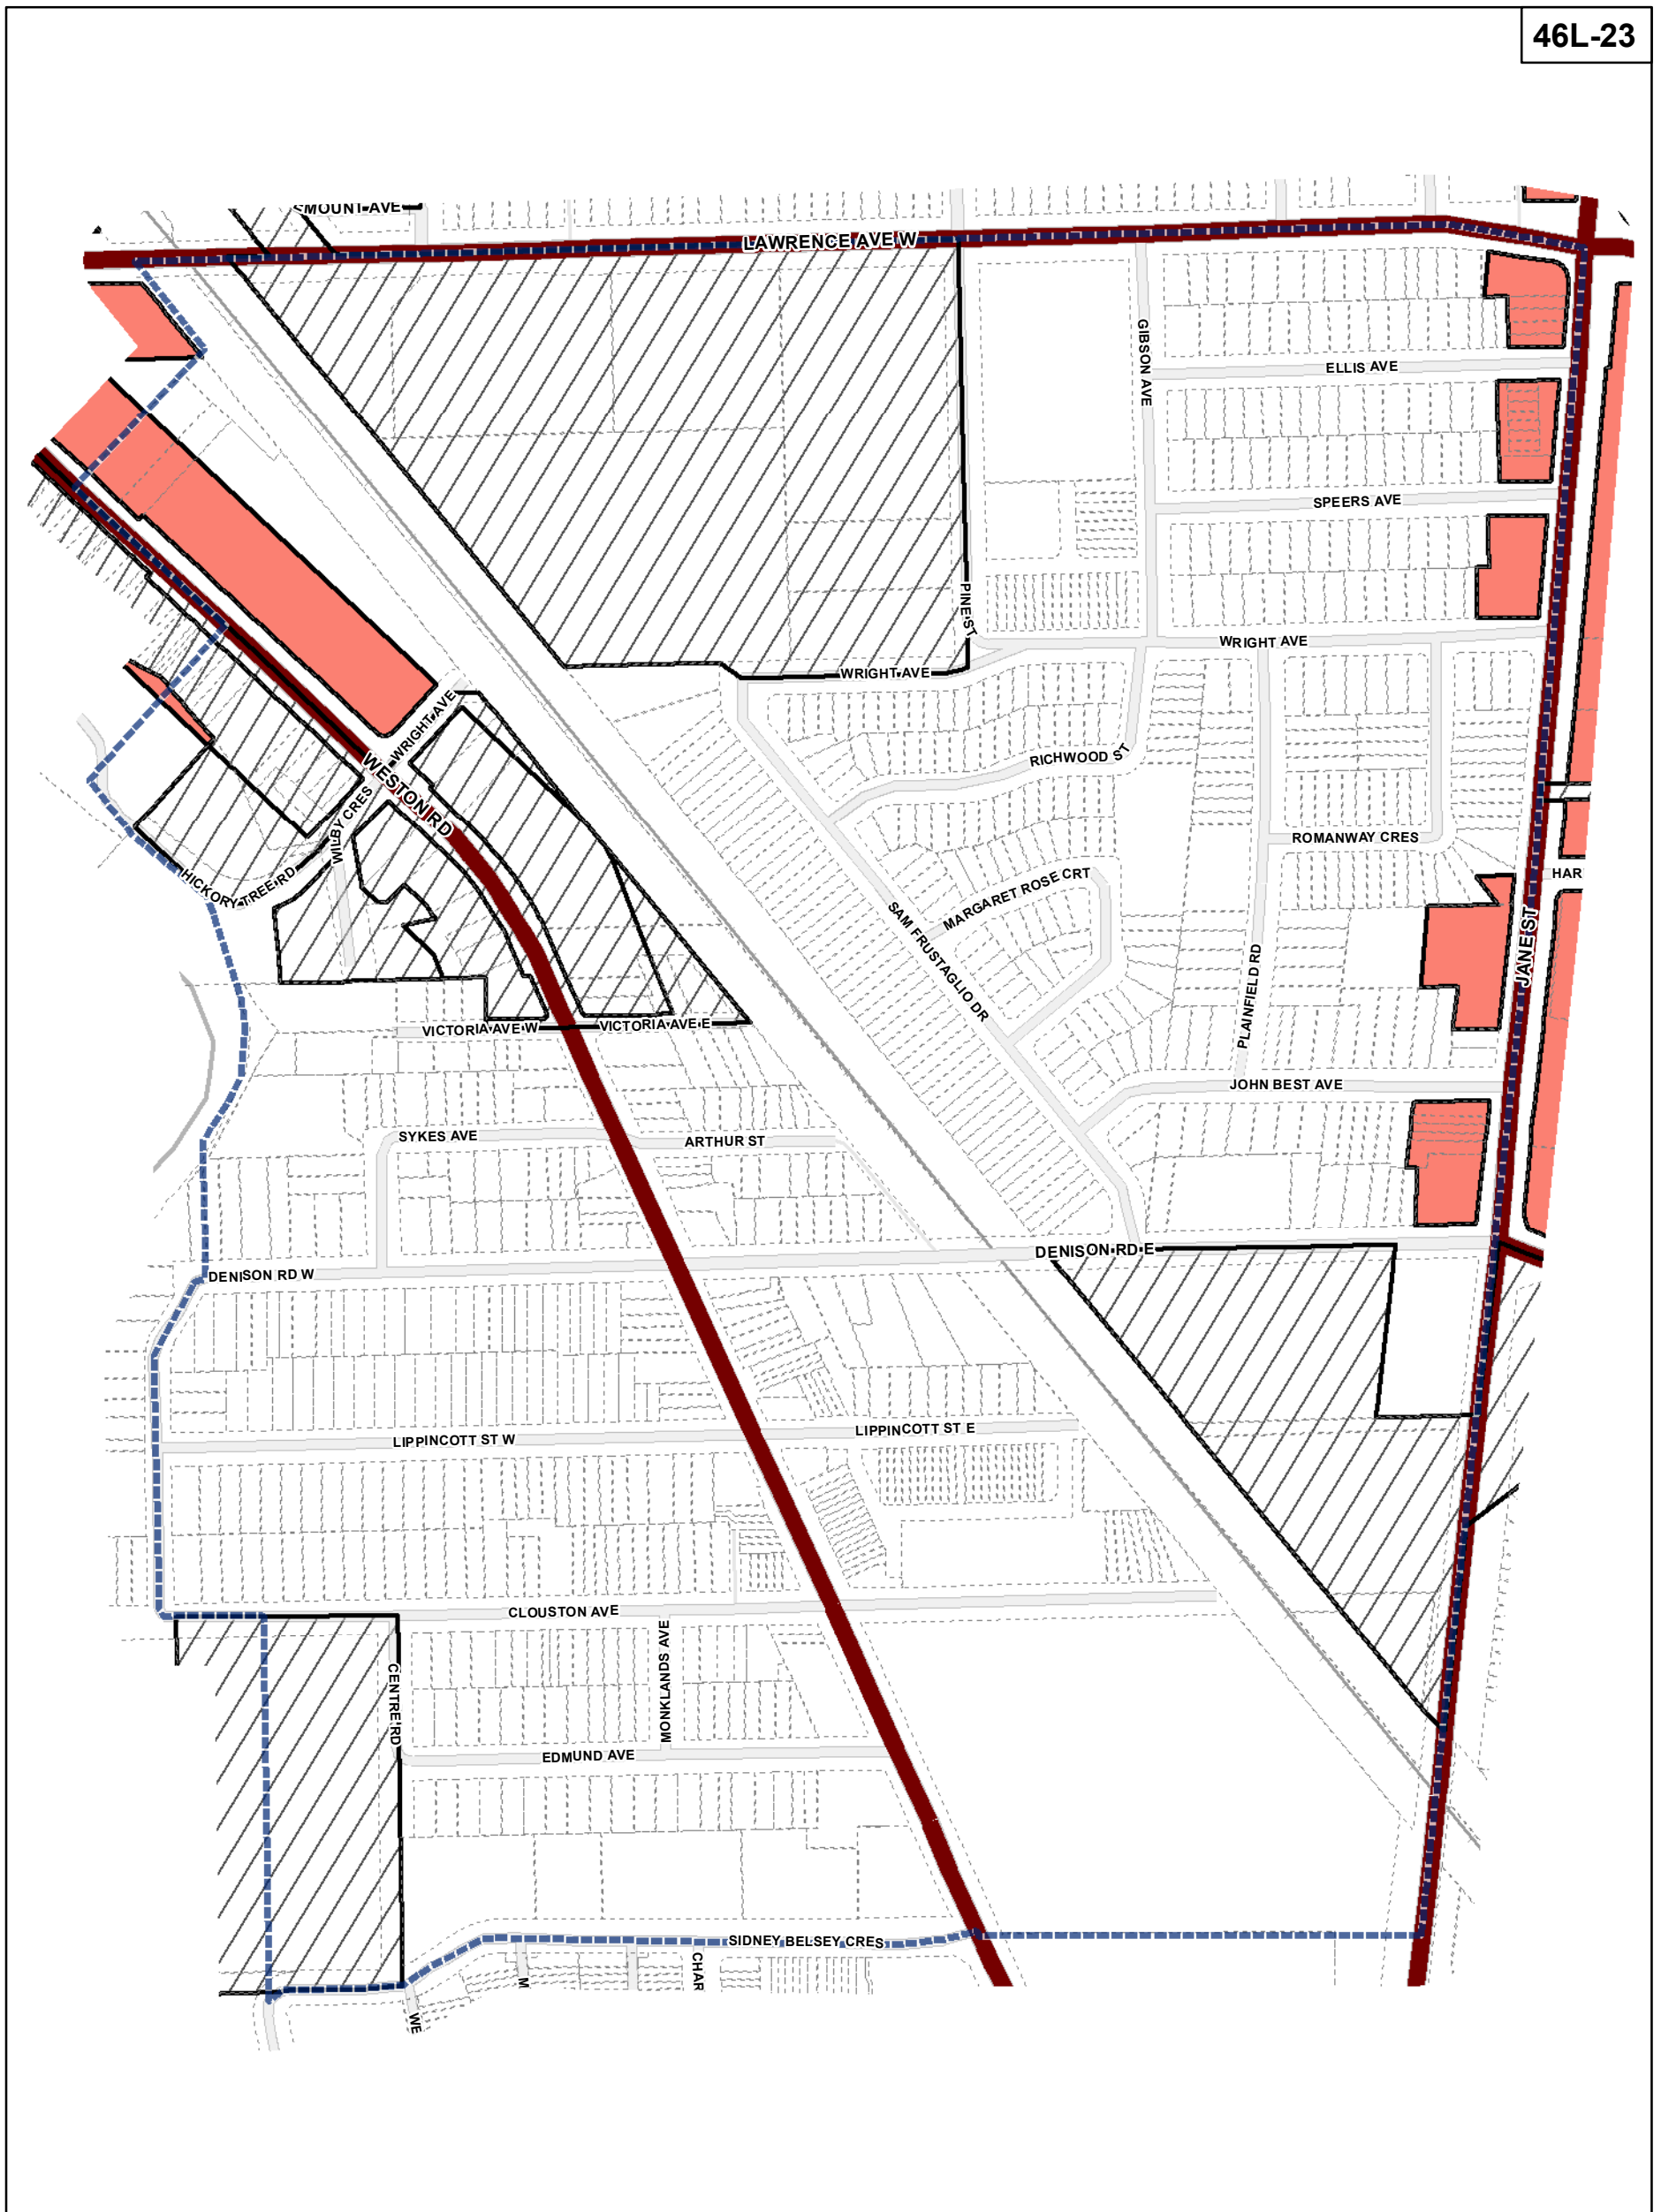 46L-23
LAWRENCE AVE W
GIBSON AVE
ELLIS AVE
SPEERS AVE
PINE ST
WRIGHT AVE
WRIGHT AVE
WRIGHT AVE
WESTON RD
RICHWOOD ST
WILBY CRES
HICKORY TREE RD
ROMANWAY CRES
HAR
MARGARET ROSE CRT
SAM FRUSTAGLIO DR
JANE ST
PLAINFIELD RD
VICTORIA AVE W
VICTORIA AVE E
JOHN BEST AVE
SYKES AVE
ARTHUR ST
DENISON RD E
DENISON RD W
LIPPINCOTT ST W
LIPPINCOTT ST E
CLOUSTON AVE
CENTRE RD
MONKLANDS AVE
EDMUND AVE
SIDNEY BELSEY CRES
M
CHAR
WE